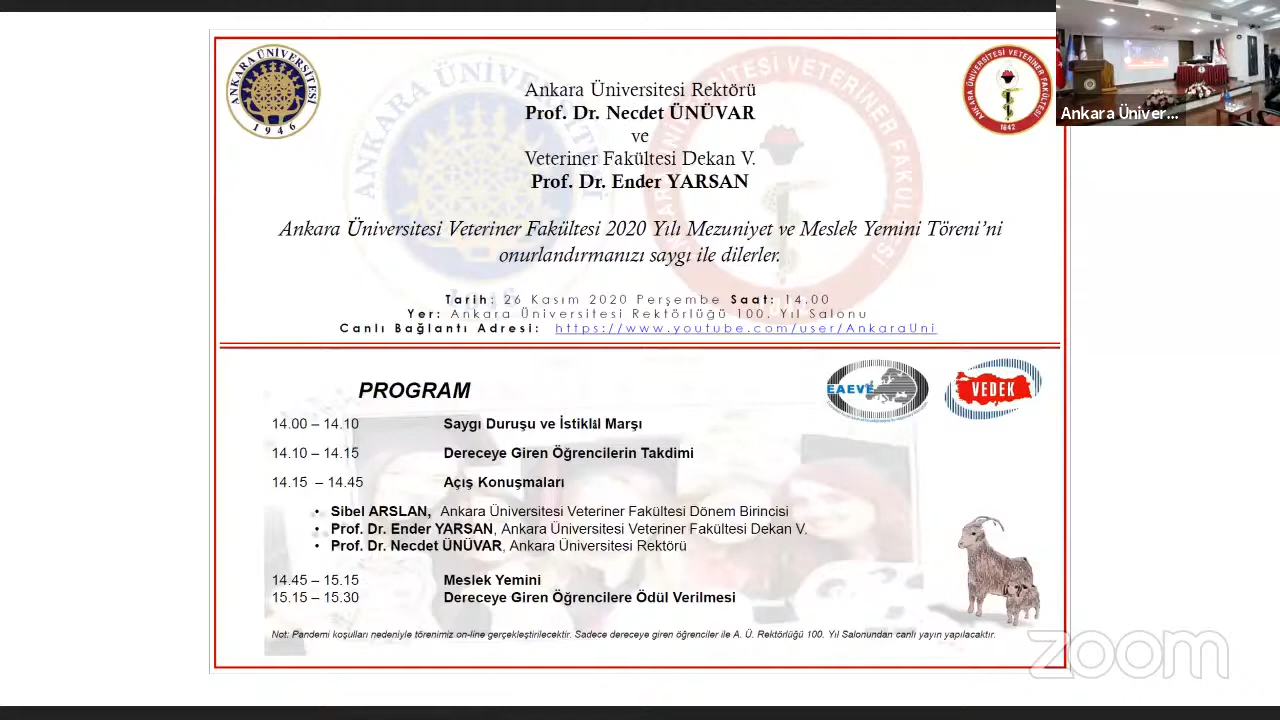 ANKARA ÜNİVERSİTESİ
1946
ANKARA ÜNİVERSİTESİ VETERİNER FAKÜLTESİ
1842
Ankara Üniver...
Ankara Üniversitesi Rektörü
Prof. Dr. Necdet ÜNÜVAR
ve
Veteriner Fakültesi Dekan V.
Prof. Dr. Ender YARSAN
Ankara Üniversitesi Veteriner Fakültesi 2020 Yılı Mezuniyet ve Meslek Yemini Töreni’ni
onurlandırmanızı saygı ile dilerler.
Tarih: 26 Kasım 2020 Perşembe Saat: 14.00
Yer: Ankara Üniversitesi Rektörlüğü 100. Yıl Salonu
Canlı Bağlantı Adresi: https://www.youtube.com/user/AnkaraUni
PROGRAM
EAEVE
VEDEK
14.00 – 14.10 Saygı Duruşu ve İstiklâl Marşı
14.10 – 14.15 Dereceye Giren Öğrencilerin Takdimi
14.15 – 14.45 Açış Konuşmaları
• Sibel ARSLAN, Ankara Üniversitesi Veteriner Fakültesi Dönem Birincisi
• Prof. Dr. Ender YARSAN, Ankara Üniversitesi Veteriner Fakültesi Dekan V.
• Prof. Dr. Necdet ÜNÜVAR, Ankara Üniversitesi Rektörü
14.45 – 15.15 Meslek Yemini
15.15 – 15.30 Dereceye Giren Öğrencilere Ödül Verilmesi
Not: Pandemi koşulları nedeniyle törenimiz on-line gerçekleştirilecektir. Sadece dereceye giren öğrenciler ile A. Ü. Rektörlüğü 100. Yıl Salonundan canlı yayın yapılacaktır.
zoom